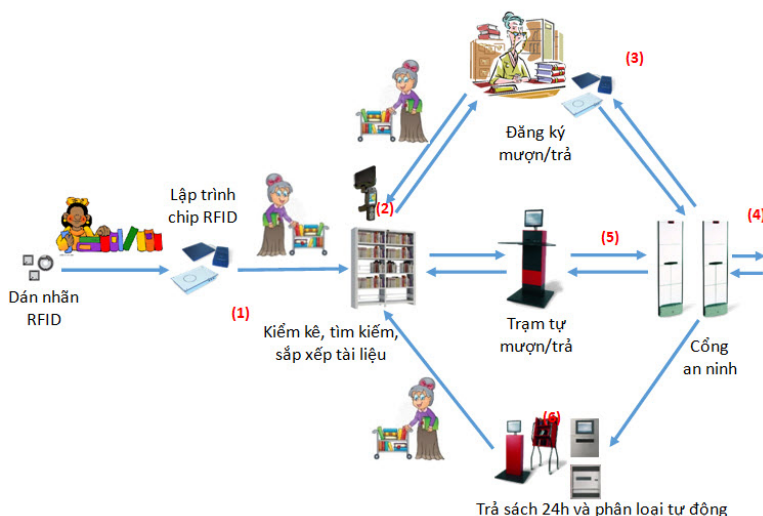 (3)
Đăng ký
mượn/trả
Lập trình
chip RFID
(2)
(5)
(4)
Dán nhãn
RFID
(1)
Kiểm kê, tìm kiếm,
sắp xếp tài liệu
Trạm tự
mượn/trả
Cổng
an ninh
(6)
Trả sách 24h và phân loại tự động